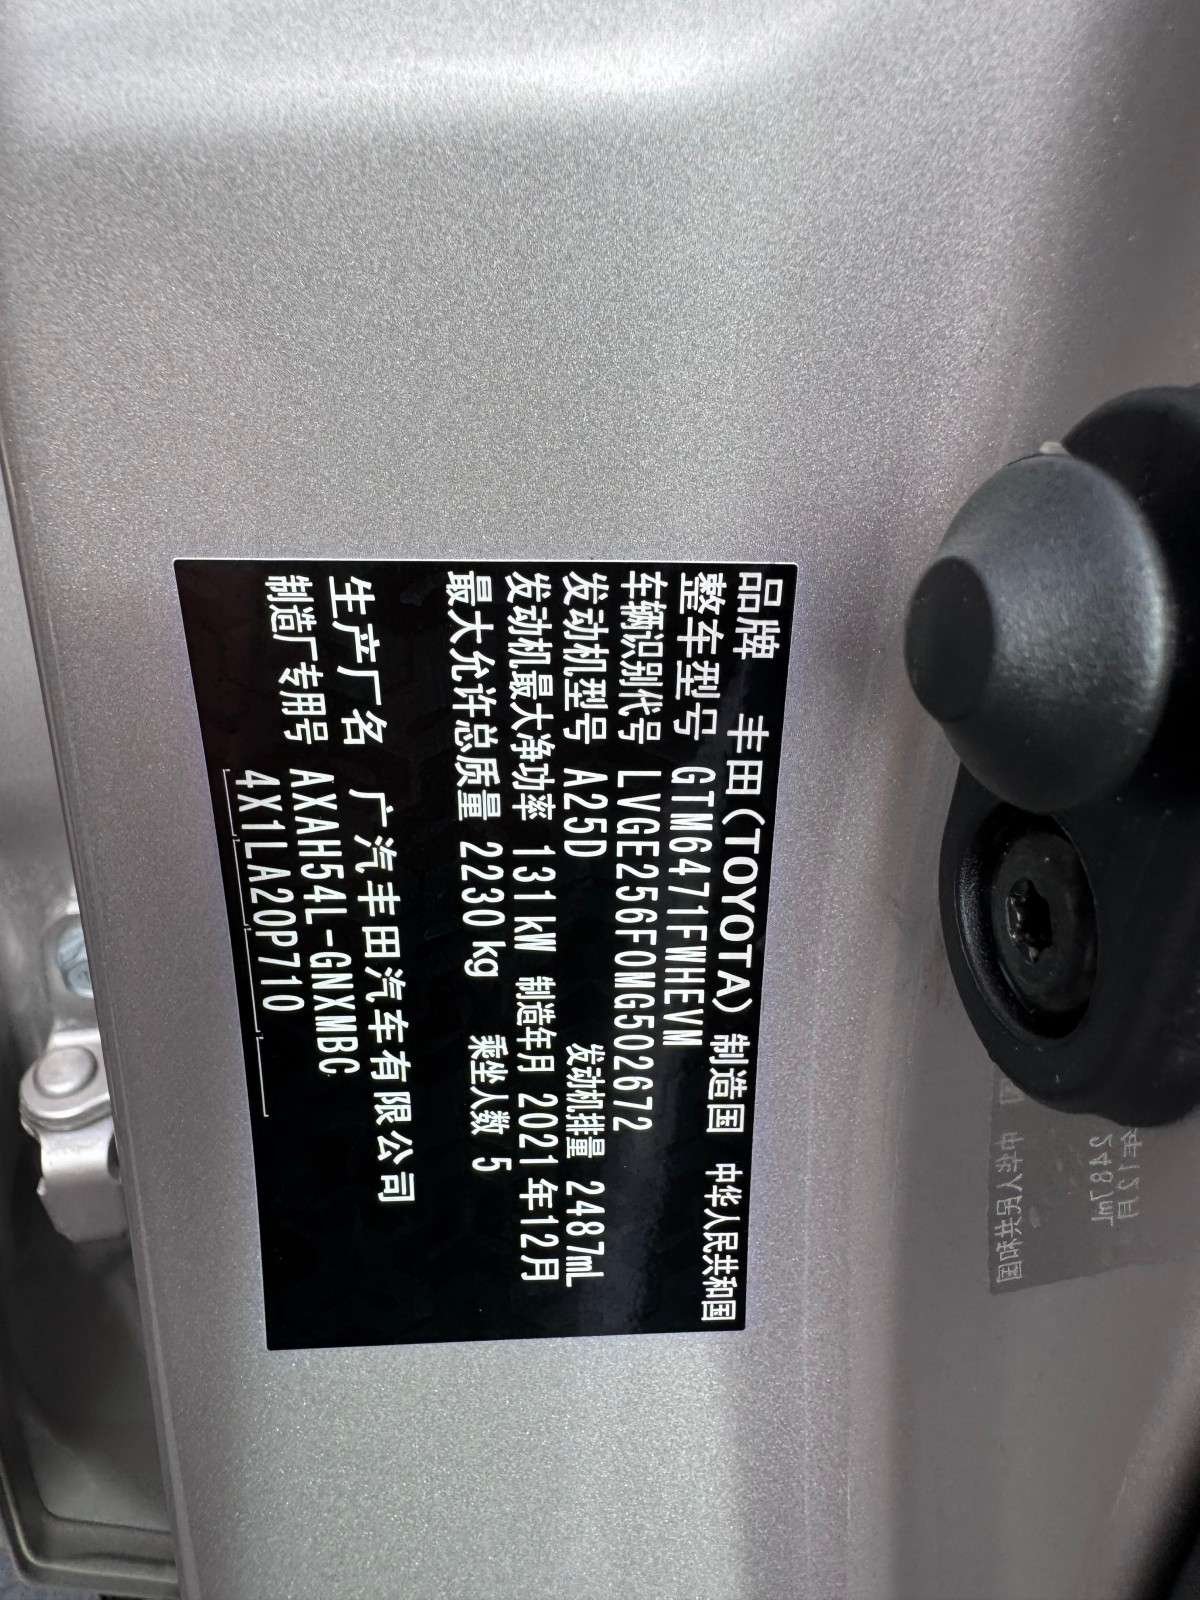 品牌 丰田(TOYOTA) 制造国 中华人民共和国
整车型号 GTM6471FWHEVM
车辆识别代号 LVGE256F0MG502672
发动机型号 A25D 发动机排量 2487mL
发动机最大净功率 131kW 制造年月 2021年12月
最大允许总质量 2230kg 乘坐人数 5
生产厂名 广汽丰田汽车有限公司
制造厂专用号 AXAH54L-GNXMBC
4X1LA20P710